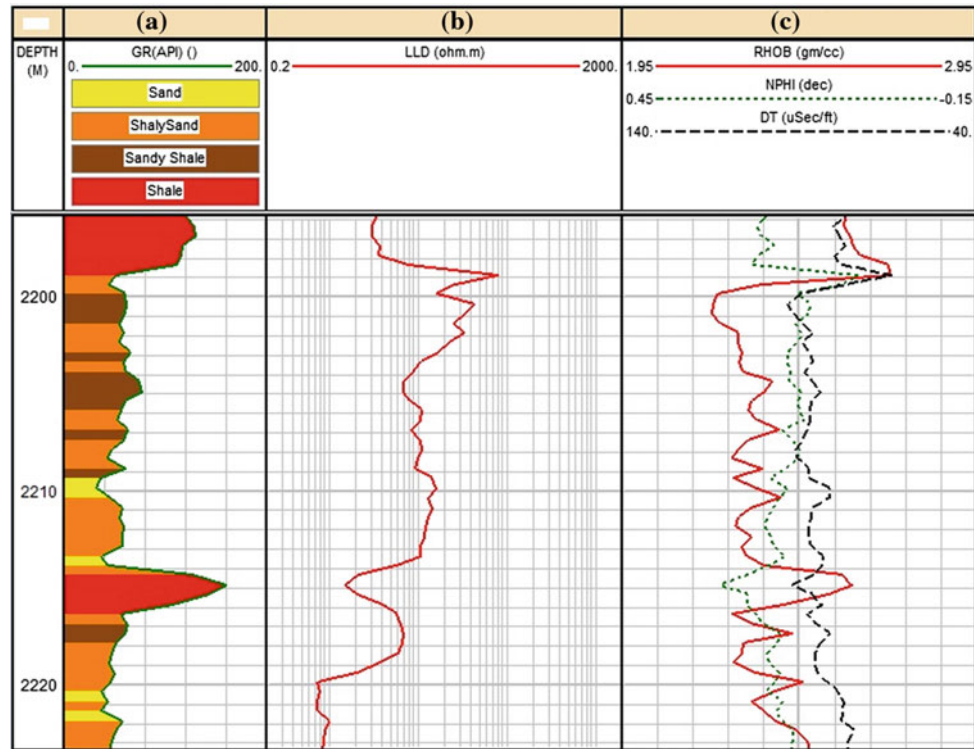 (a) (b) (c)
DEPTH (M)
GR(API) ()
0. 200.
Sand
ShalySand
Sandy Shale
Shale
LLD (ohm.m)
0.2 2000.
RHOB (gm/cc)
1.95 2.95
NPHI (dec)
0.45 -0.15
DT (uSec/ft)
140. 40.
2200
2210
2220